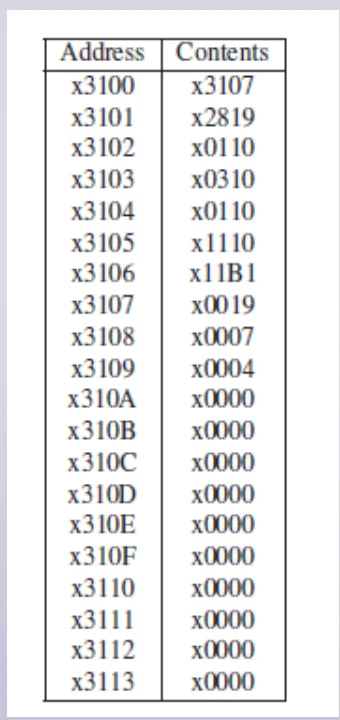 Address Contents
x3100 x3107
x3101 x2819
x3102 x0110
x3103 x0310
x3104 x0110
x3105 x1110
x3106 x11B1
x3107 x0019
x3108 x0007
x3109 x0004
x310A x0000
x310B x0000
x310C x0000
x310D x0000
x310E x0000
x310F x0000
x3110 x0000
x3111 x0000
x3112 x0000
x3113 x0000